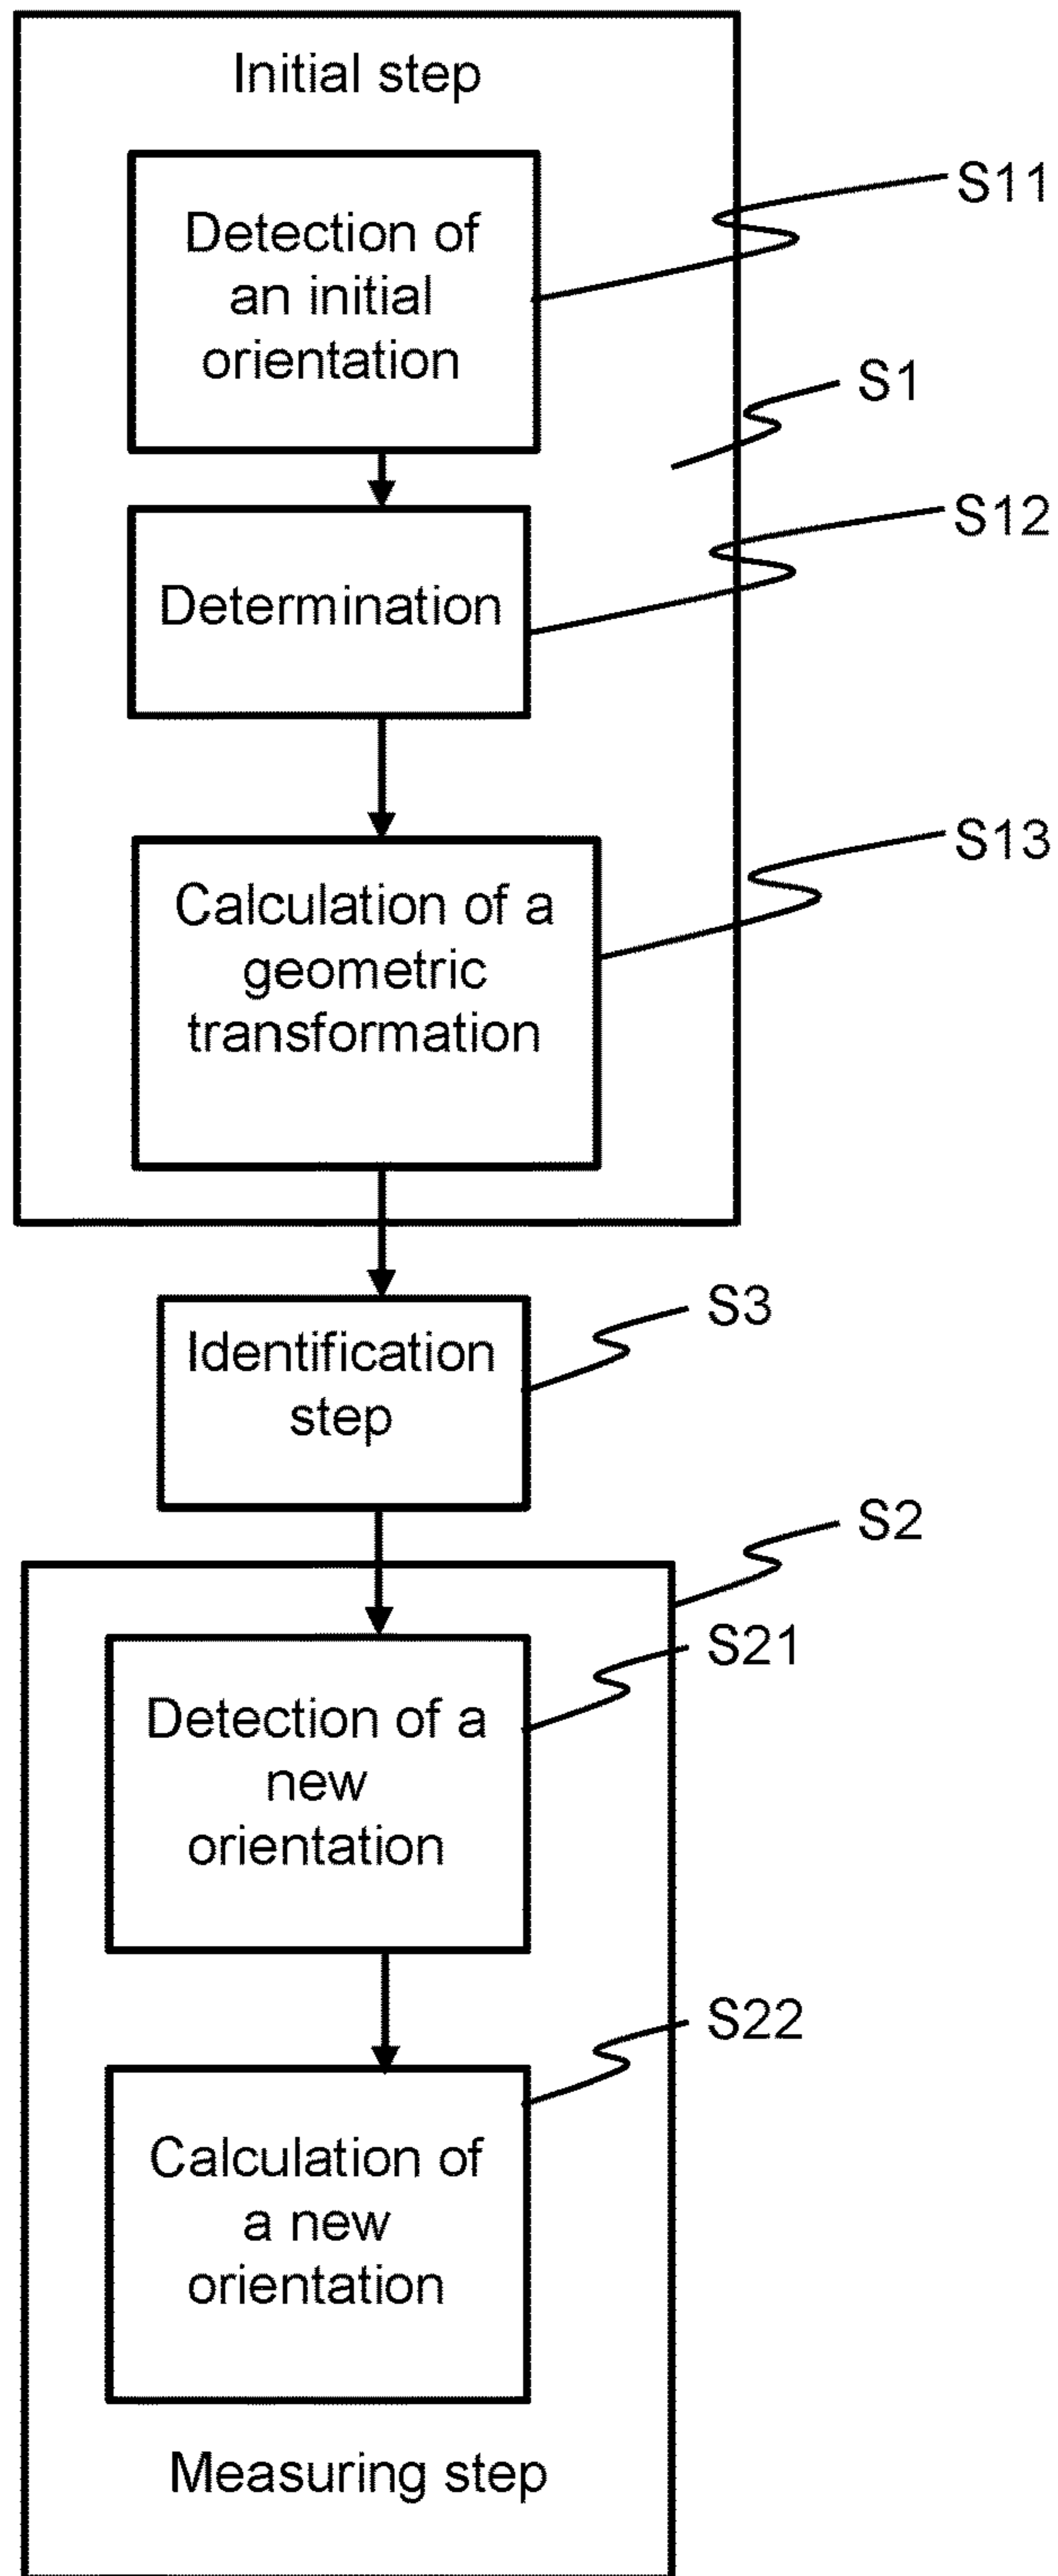 Initial step
S11
Detection of
an initial
orientation
S1
S12
Determination
S13
Calculation of a
geometric
transformation
S3
Identification
step
S2
S21
Detection of a
new
orientation
S22
Calculation of
a new
orientation
Measuring step